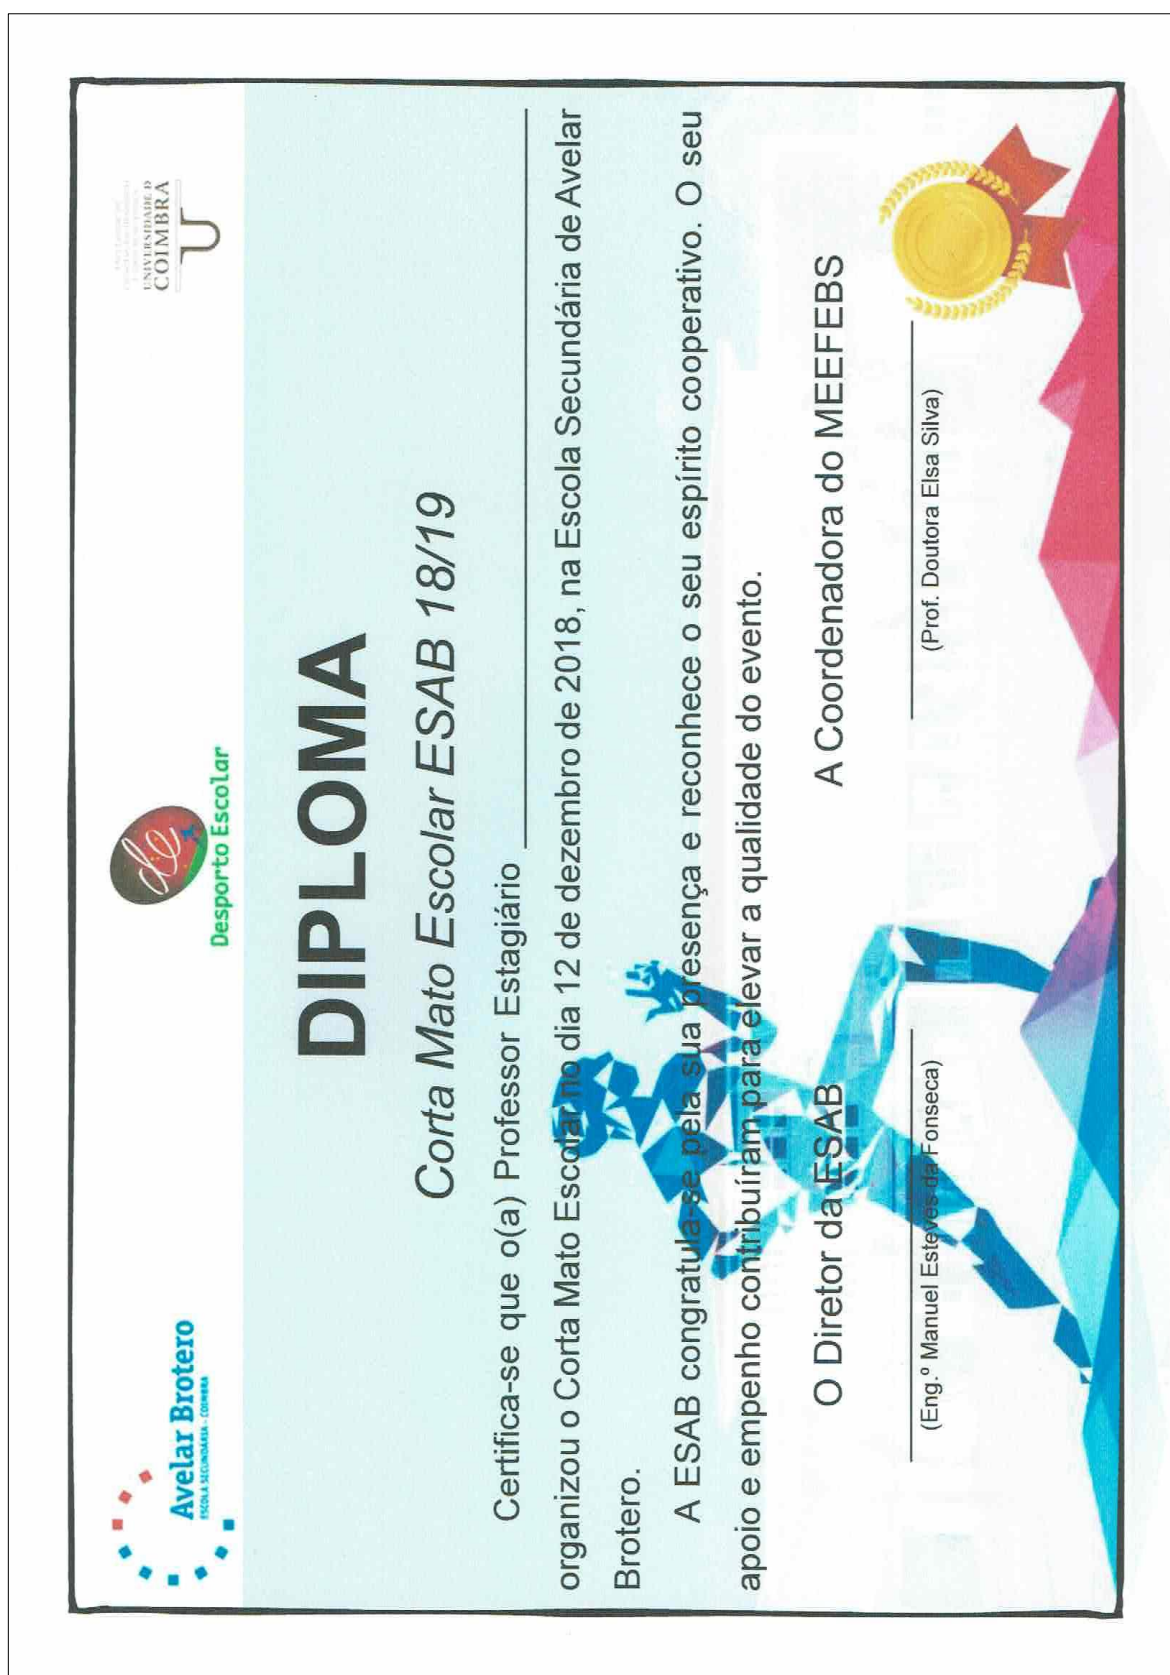 Avelar Brotero
ESCOLA SECUNDÁRIA - COIMBRA
de
Desporto Escolar
UNIVERSIDADE D
COIMBRA
DIPLOMA
Corta Mato Escolar ESAB 18/19
Certifica-se que o(a) Professor Estagiário
organizou o Corta Mato Escolar no dia 12 de dezembro de 2018, na Escola Secundária de Avelar
Brotero.
A ESAB congratula-se pela sua presença e reconhece o seu espírito cooperativo. O seu
apoio e empenho contribuíram para elevar a qualidade do evento.
O Diretor da ESAB
A Coordenadora do MEEFEBS
(Eng.º Manuel Esteves da Fonseca)
(Prof. Doutora Elsa Silva)